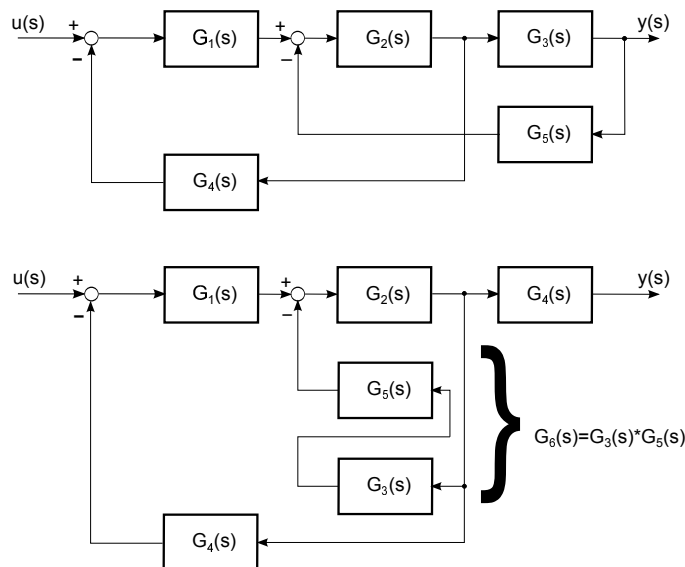 u(s) + G₁(s) + G₂(s) G₃(s) y(s)
− −
G₅(s)
G₄(s)
u(s) + G₁(s) + G₂(s) G₄(s) y(s)
− −
G₅(s)
G₆(s)=G₃(s)*G₅(s)
G₃(s)
G₄(s)